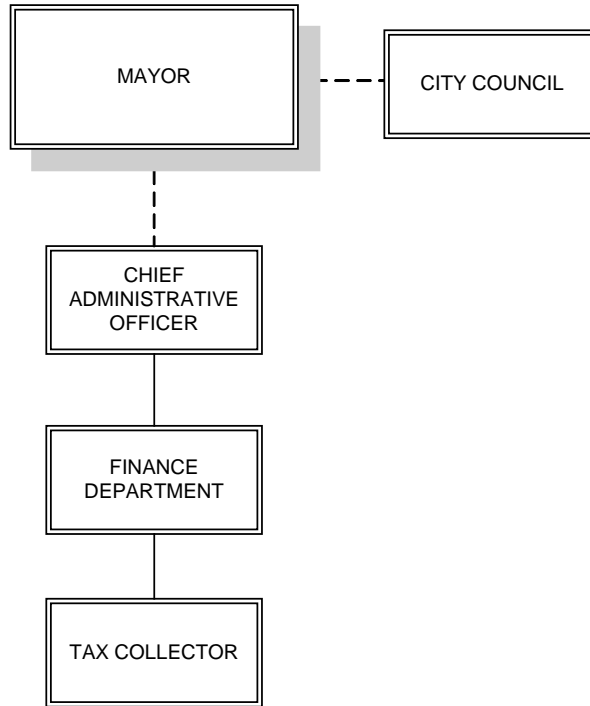 MAYOR
CITY COUNCIL
CHIEF
ADMINISTRATIVE
OFFICER
FINANCE
DEPARTMENT
TAX COLLECTOR